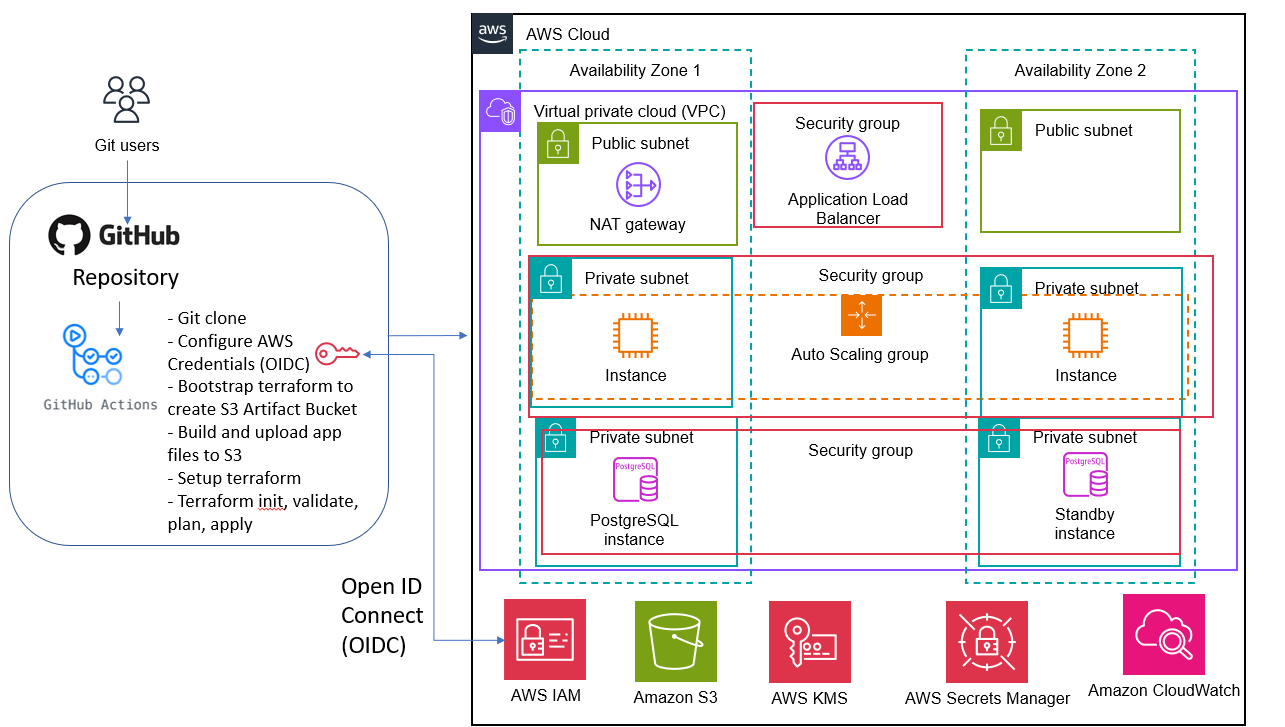 aws
AWS Cloud
Availability Zone 1
Availability Zone 2
Git users
Virtual private cloud (VPC)
Public subnet
NAT gateway
Security group
Application Load
Balancer
Public subnet
GitHub
Repository
GitHub Actions
- Git clone
- Configure AWS
Credentials (OIDC)
- Bootstrap terraform to
create S3 Artifact Bucket
- Build and upload app
files to S3
- Setup terraform
- Terraform init, validate,
plan, apply
Private subnet
Instance
Security group
Auto Scaling group
Private subnet
Instance
Private subnet
PostgreSQL
PostgreSQL
instance
Security group
Private subnet
PostgreSQL
Standby
instance
Open ID
Connect
(OIDC)
AWS IAM
Amazon S3
AWS KMS
AWS Secrets Manager
Amazon CloudWatch